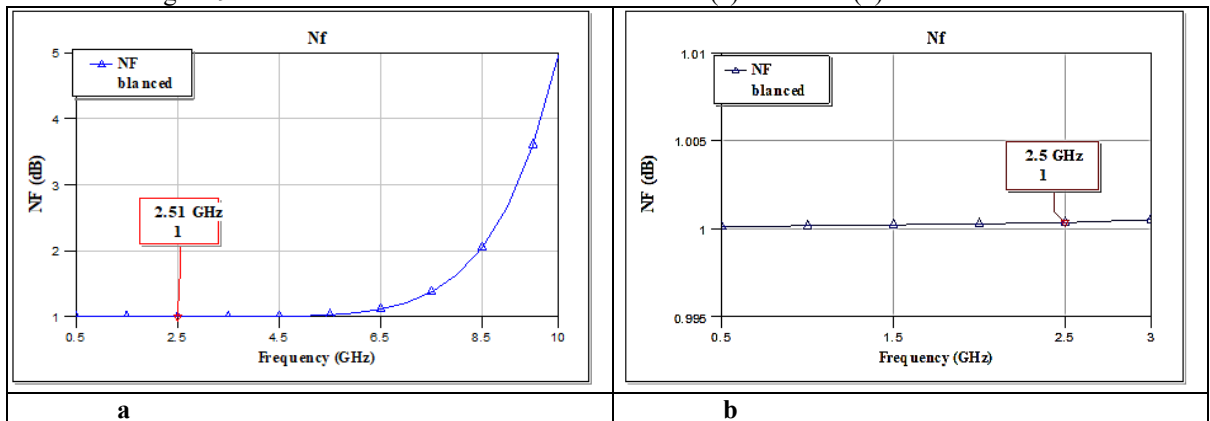 Nf
NF
blanced
5
4
3
2
1
NF (dB)
2.51 GHz
1
0.5
2.5
4.5
6.5
8.5
10
Frequency (GHz)
a
Nf
NF
blanced
1.01
1.005
1
0.995
NF (dB)
2.5 GHz
1
0.5
1.5
2.5
3
Frequency (GHz)
b